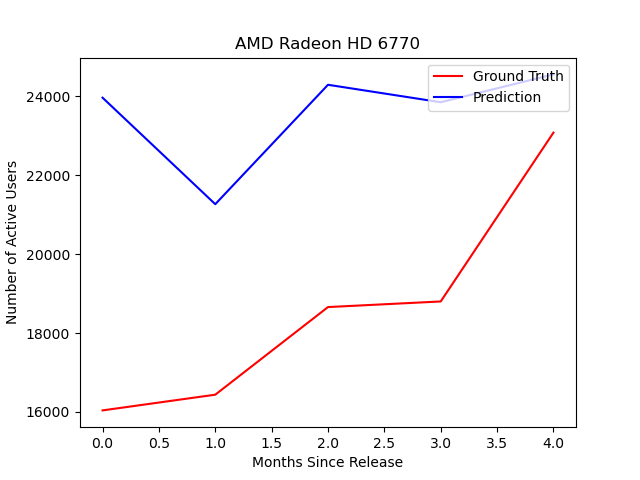 AMD Radeon HD 6770
Ground Truth
Prediction
24000
22000
20000
18000
16000
Number of Active Users
0.0 0.5 1.0 1.5 2.0 2.5 3.0 3.5 4.0
Months Since Release